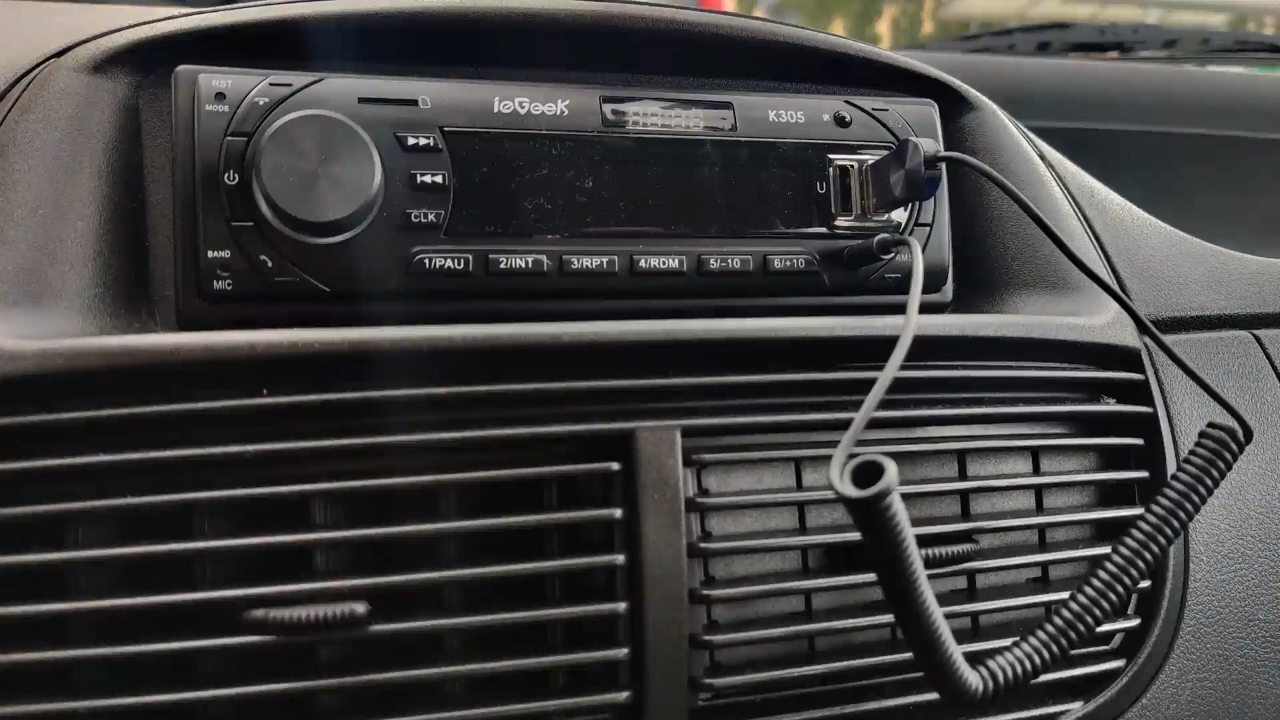 RST
MODE
ieGeeK
K305
U
CLK
BAND
MIC
1/PAU
2/INT
3/RPT
4/RDM
5/-10
6/+10
AMS